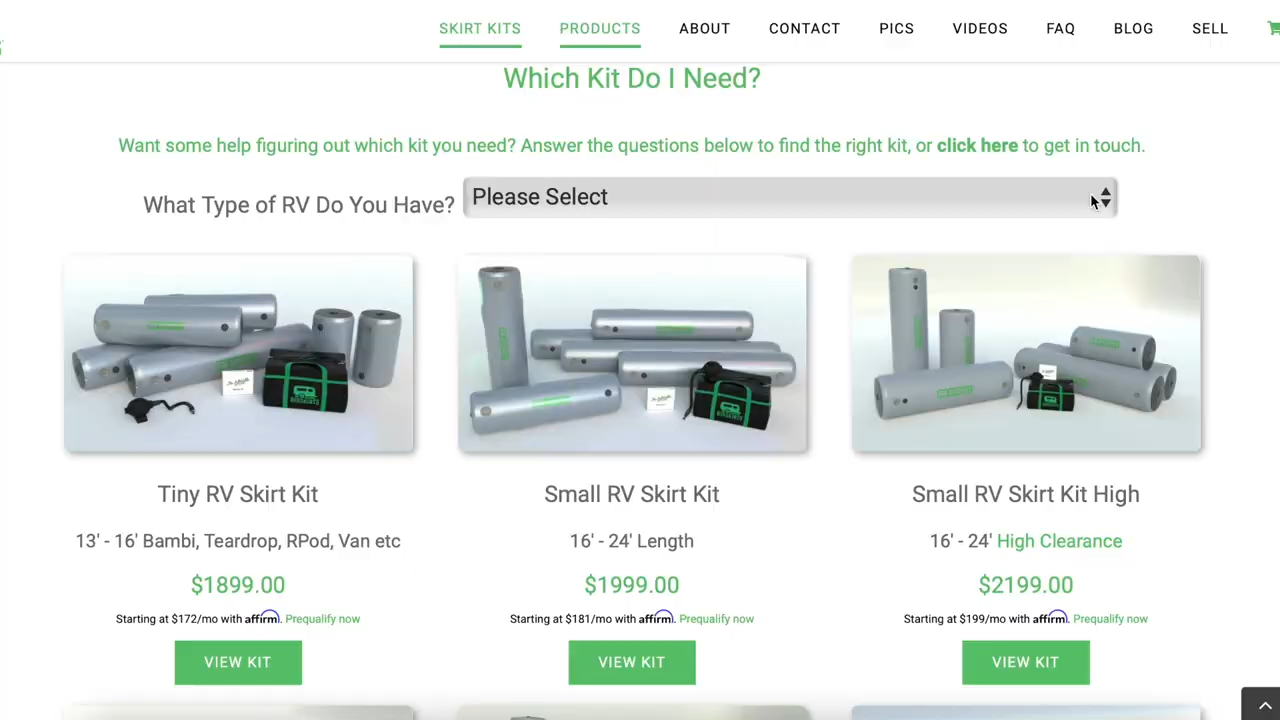 SKIRT KITS PRODUCTS ABOUT CONTACT PICS VIDEOS FAQ BLOG SELL
Which Kit Do I Need?
Want some help figuring out which kit you need? Answer the questions below to find the right kit, or click here to get in touch.
What Type of RV Do You Have? Please Select
Tiny RV Skirt Kit
13' - 16' Bambi, Teardrop, RPod, Van etc
$1899.00
Starting at $172/mo with affirm. Prequalify now
VIEW KIT
Small RV Skirt Kit
16' - 24' Length
$1999.00
Starting at $181/mo with affirm. Prequalify now
VIEW KIT
Small RV Skirt Kit High
16' - 24' High Clearance
$2199.00
Starting at $199/mo with affirm. Prequalify now
VIEW KIT